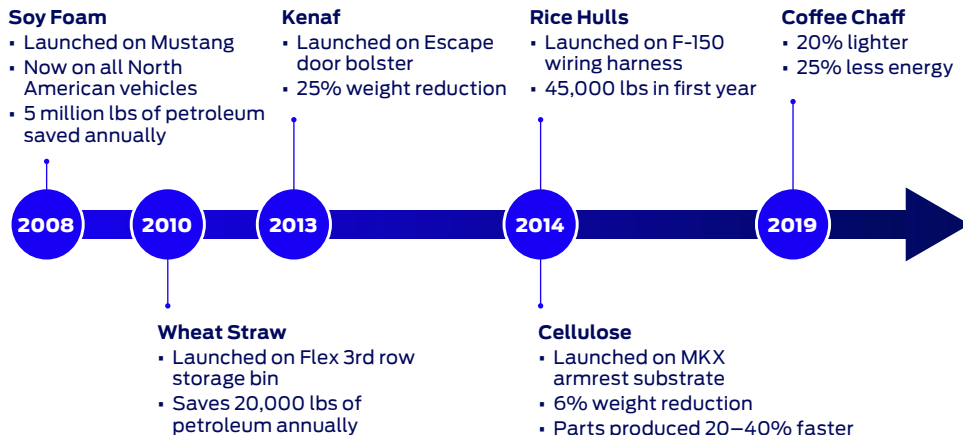 Soy Foam
▪ Launched on Mustang
▪ Now on all North
American vehicles
▪ 5 million lbs of petroleum
saved annually
Kenaf
▪ Launched on Escape
door bolster
▪ 25% weight reduction
Rice Hulls
▪ Launched on F-150
wiring harness
▪ 45,000 lbs in first year
Coffee Chaff
▪ 20% lighter
▪ 25% less energy
2008
2010
2013
2014
2019
Wheat Straw
▪ Launched on Flex 3rd row
storage bin
▪ Saves 20,000 lbs of
petroleum annually
Cellulose
▪ Launched on MKX
armrest substrate
▪ 6% weight reduction
▪ Parts produced 20–40% faster